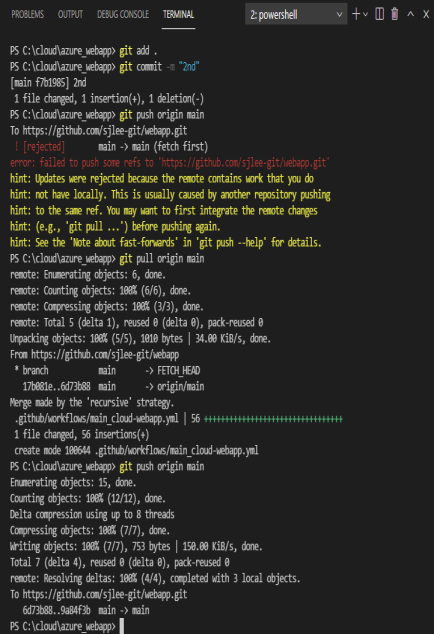 PROBLEMS OUTPUT DEBUG CONSOLE TERMINAL 2: powershell
PS C:\cloud\azure_webapp> git add .
PS C:\cloud\azure_webapp> git commit -m "2nd"
[main f7b1985] 2nd
1 file changed, 1 insertion(+), 1 deletion(-)
PS C:\cloud\azure_webapp> git push origin main
To https://github.com/sjlee-git/webapp.git
! [rejected] main -> main (fetch first)
error: failed to push some refs to 'https://github.com/sjlee-git/webapp.git'
hint: Updates were rejected because the remote contains work that you do
hint: not have locally. This is usually caused by another repository pushing
hint: to the same ref. You may want to first integrate the remote changes
hint: (e.g., 'git pull ...') before pushing again.
hint: See the 'Note about fast-forwards' in 'git push --help' for details.
PS C:\cloud\azure_webapp> git pull origin main
remote: Enumerating objects: 6, done.
remote: Counting objects: 100% (6/6), done.
remote: Compressing objects: 100% (3/3), done.
remote: Total 5 (delta 1), reused 0 (delta 0), pack-reused 0
Unpacking objects: 100% (5/5), 1010 bytes | 34.00 KiB/s, done.
From https://github.com/sjlee-git/webapp
* branch main -> FETCH_HEAD
17b081e..6d73b88 main -> origin/main
Merge made by the 'recursive' strategy.
.github/workflows/main_cloud-webapp.yml | 56 ++++++++++++++++++++++++++++++++
1 file changed, 56 insertions(+)
create mode 100644 .github/workflows/main_cloud-webapp.yml
PS C:\cloud\azure_webapp> git push origin main
Enumerating objects: 15, done.
Counting objects: 100% (12/12), done.
Delta compression using up to 8 threads
Compressing objects: 100% (7/7), done.
Writing objects: 100% (7/7), 753 bytes | 150.00 KiB/s, done.
Total 7 (delta 4), reused 0 (delta 0), pack-reused 0
remote: Resolving deltas: 100% (4/4), completed with 3 local objects.
To https://github.com/sjlee-git/webapp.git
6d73b88..9a84f3b main -> main
PS C:\cloud\azure_webapp>